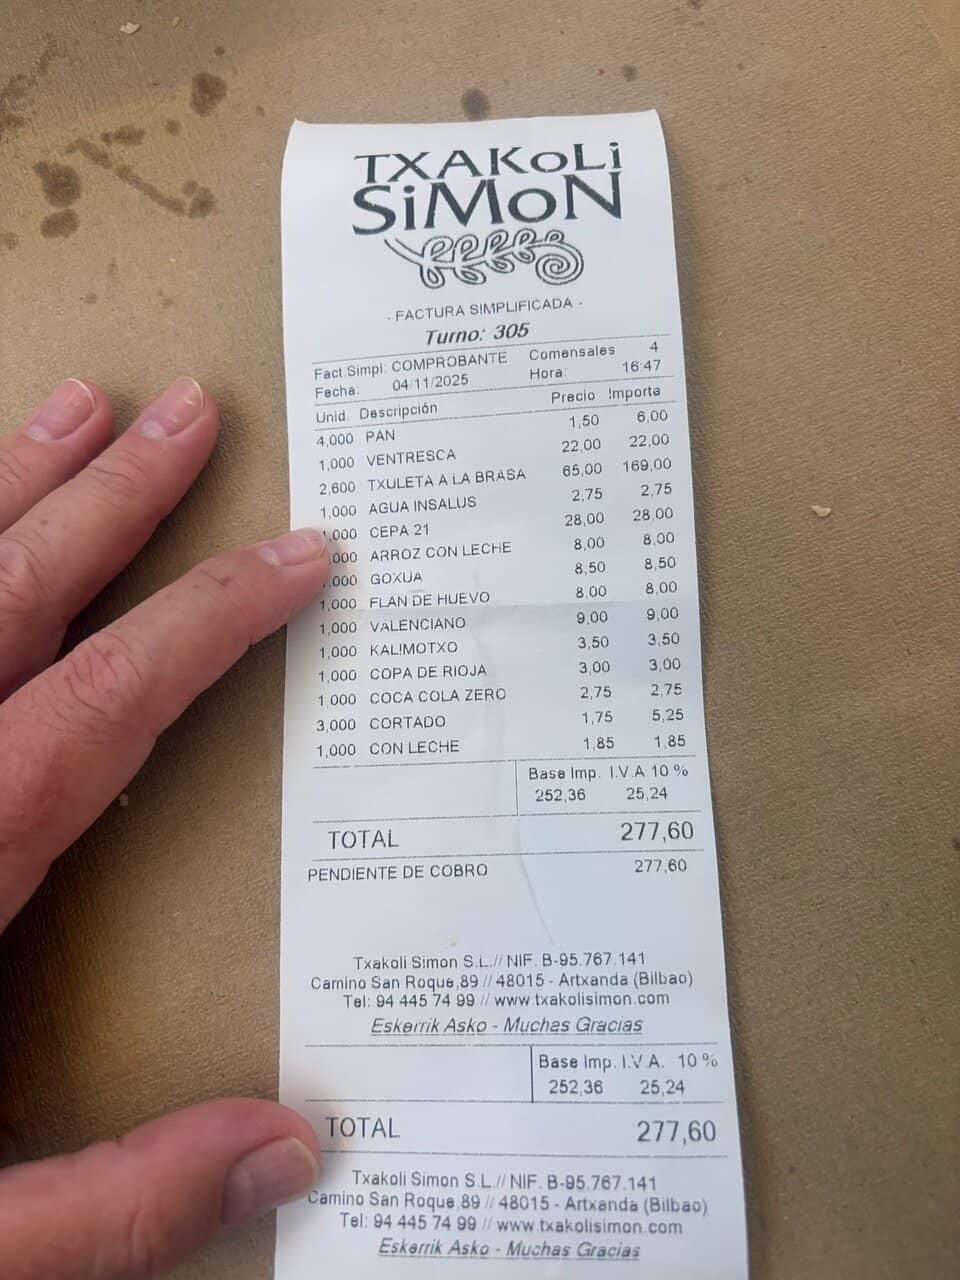 TXAKoLi
SiMoN
- FACTURA SIMPLIFICADA -
Turno: 305
Fact.Simpl: COMPROBANTE Comensales 4
Fecha: 04/11/2025 Hora: 16:47
Unid. Descripción Precio Importe
4,000 PAN 1,50 6,00
1,000 VENTRESCA 22,00 22,00
2,600 TXULETA A LA BRASA 65,00 169,00
1,000 AGUA INSALUS 2,75 2,75
1,000 CEPA 21 28,00 28,00
,000 ARROZ CON LECHE 8,00 8,00
,000 GOXUA 8,50 8,50
1,000 FLAN DE HUEVO 8,00 8,00
1,000 VALENCIANO 9,00 9,00
1,000 KALIMOTXO 3,50 3,50
1,000 COPA DE RIOJA 3,00 3,00
1,000 COCA COLA ZERO 2,75 2,75
3,000 CORTADO 1,75 5,25
1,000 CON LECHE 1,85 1,85
Base Imp. I.V.A 10 %
252,36 25,24
TOTAL 277,60
PENDIENTE DE COBRO 277,60
Txakoli Simon S.L.// NIF. B-95.767.141
Camino San Roque,89 // 48015 - Artxanda (Bilbao)
Tel: 94 445 74 99 // www.txakolisimon.com
Eskerrik Asko - Muchas Gracias
Base Imp. I.V.A. 10 %
252,36 25,24
TOTAL 277,60
Txakoli Simon S.L.// NIF. B-95.767.141
Camino San Roque,89 // 48015 - Artxanda (Bilbao)
Tel: 94 445 74 99 // www.txakolisimon.com
Eskerrik Asko - Muchas Gracias